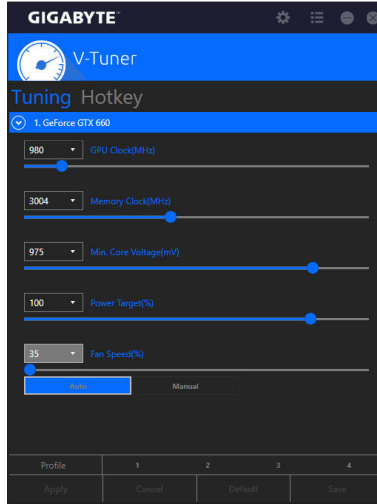 GIGABYTE™
V-Tuner
Tuning Hotkey
1. GeForce GTX 660
980 GPU Clock(MHz)
3004 Memory Clock(MHz)
975 Min. Core Voltage(mV)
100 Power Target(%)
35 Fan Speed(%)
Auto Manual
Profile 1 2 3 4
Apply Cancel Default Save